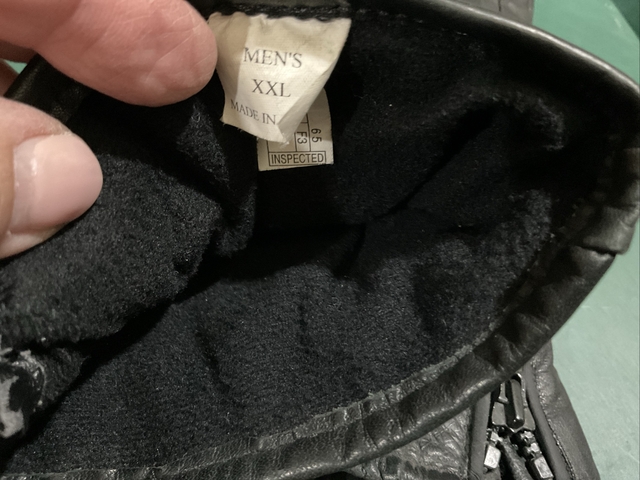 MEN'S
XXL
MADE IN
65
F3
INSPECTED